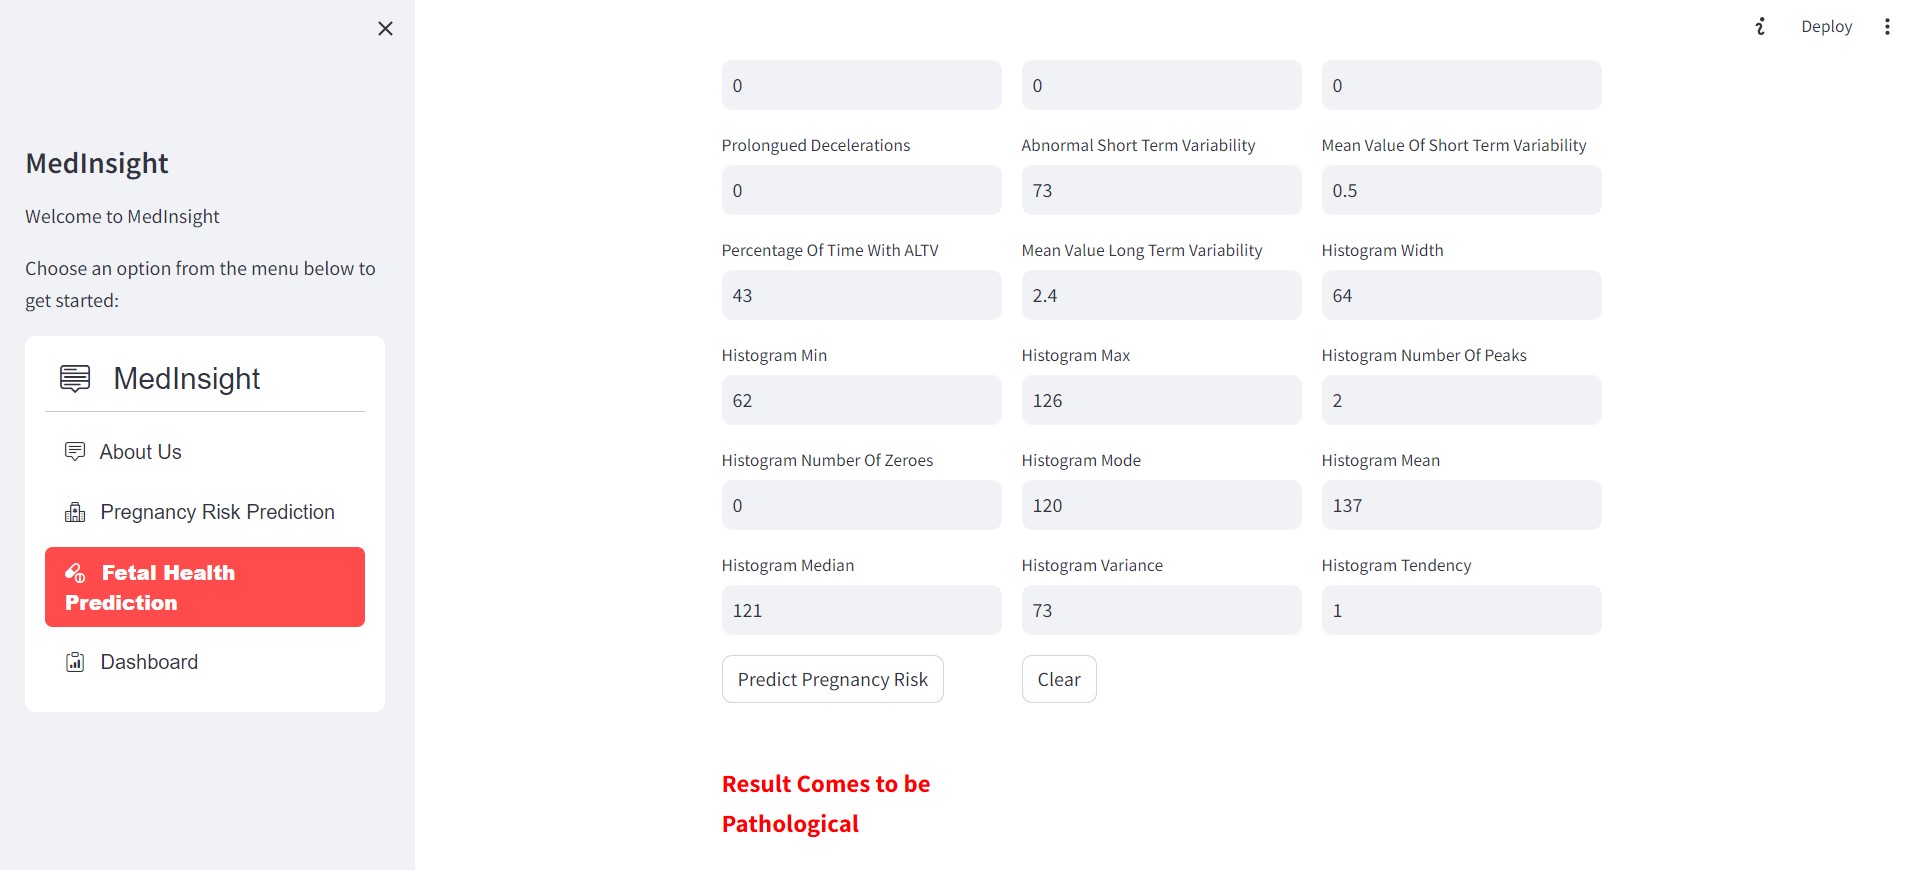 MedInsight
Welcome to MedInsight
Choose an option from the menu below to
get started:
MedInsight
About Us
Pregnancy Risk Prediction
Fetal Health
Prediction
Dashboard
Deploy
0 0 0
Prolongued Decelerations Abnormal Short Term Variability Mean Value Of Short Term Variability
0 73 0.5
Percentage Of Time With ALTV Mean Value Long Term Variability Histogram Width
43 2.4 64
Histogram Min Histogram Max Histogram Number Of Peaks
62 126 2
Histogram Number Of Zeroes Histogram Mode Histogram Mean
0 120 137
Histogram Median Histogram Variance Histogram Tendency
121 73 1
Predict Pregnancy Risk Clear
Result Comes to be
Pathological